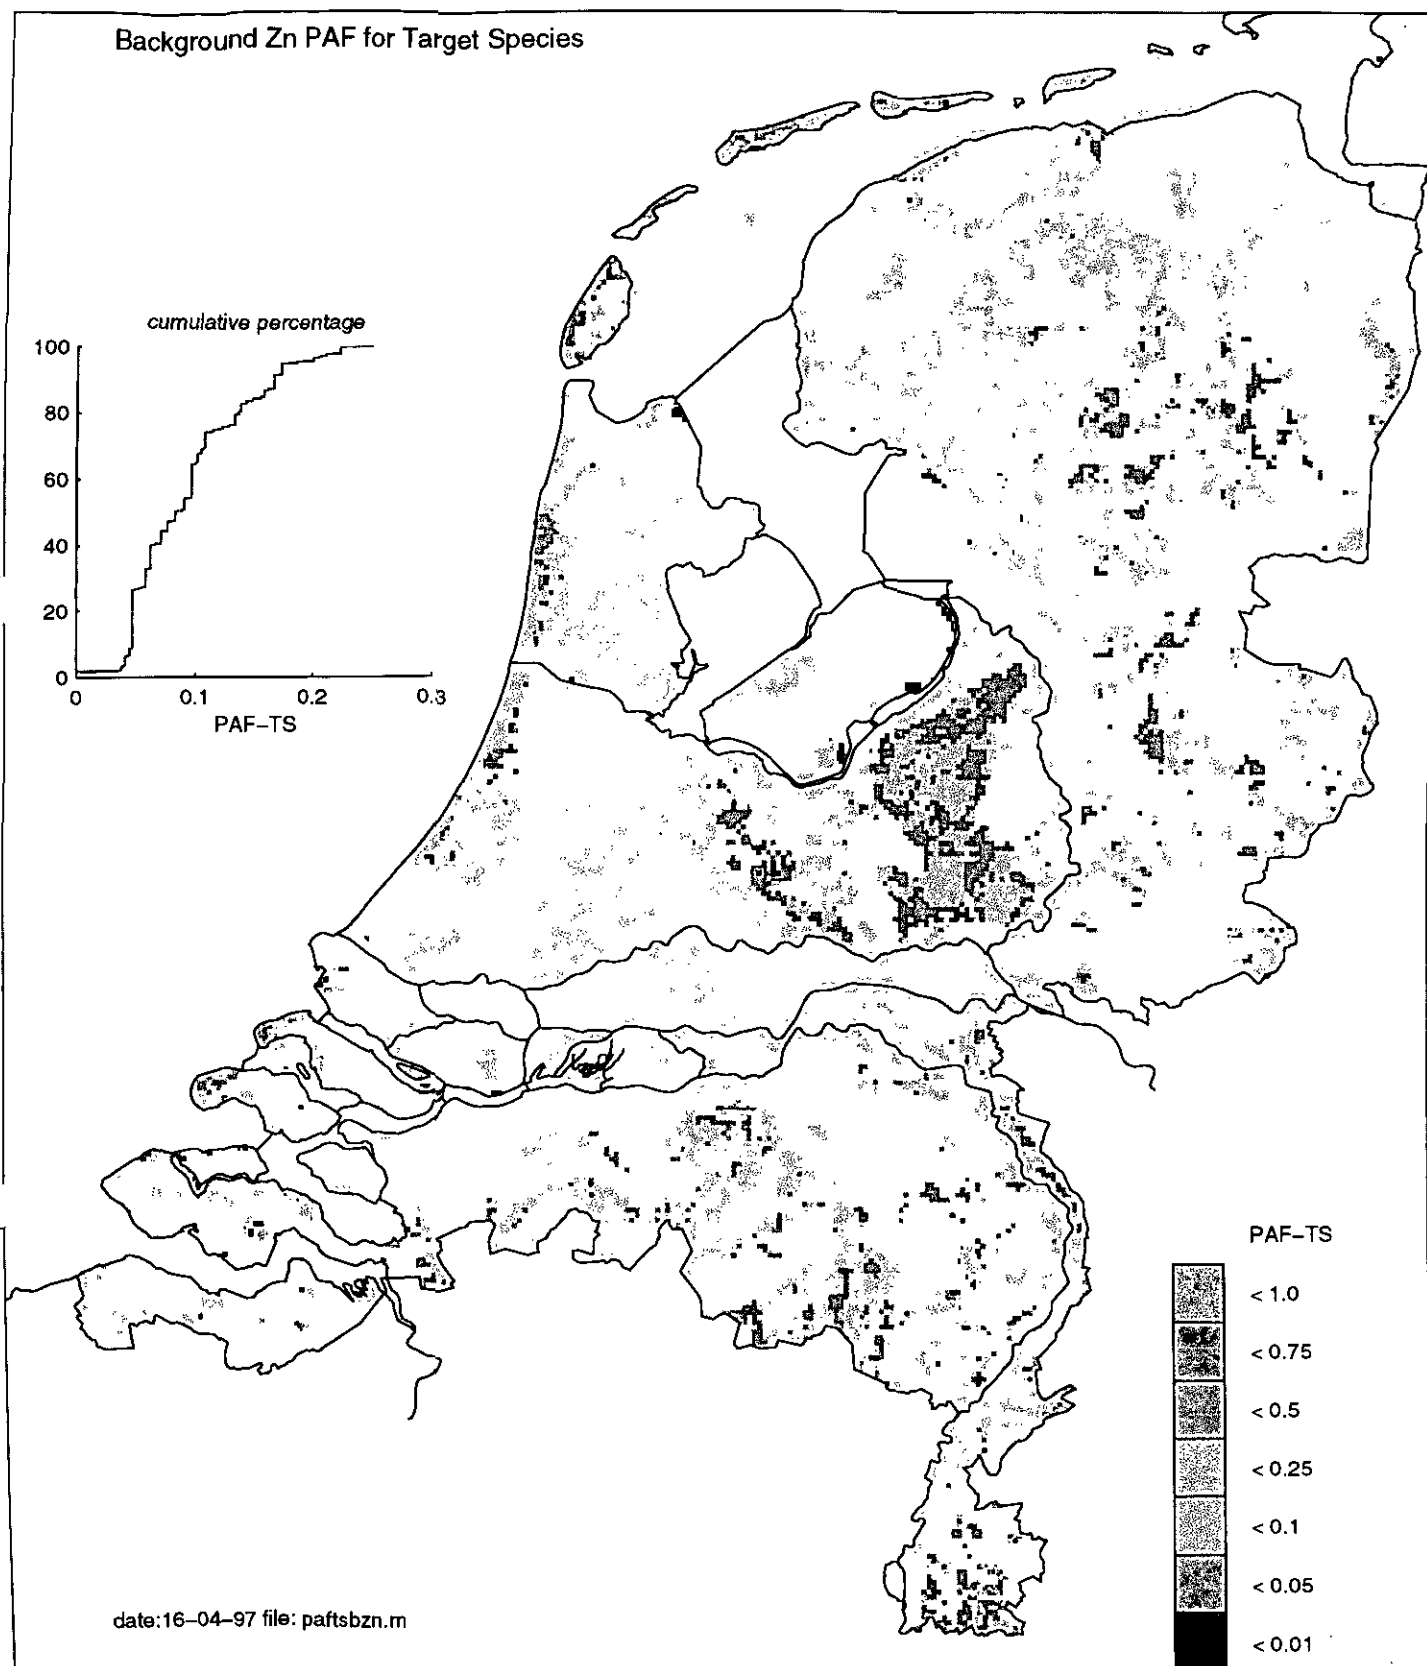 Background Zn PAF for Target Species
cumulative percentage
100
80
60
40
20
0
0 0.1 0.2 0.3
PAF-TS
PAF-TS
< 1.0
< 0.75
< 0.5
< 0.25
< 0.1
< 0.05
< 0.01
date:16-04-97 file: paftsbzn.m